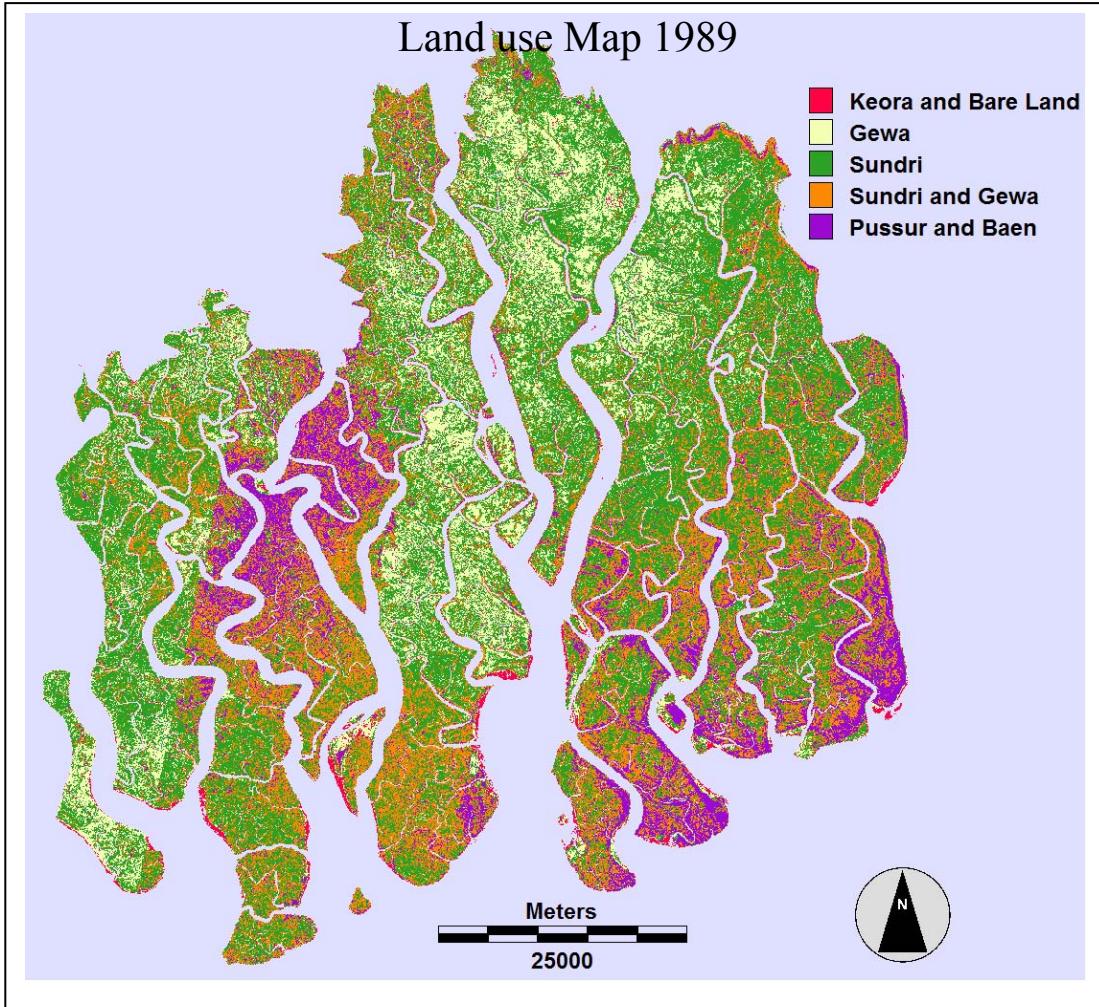 Land use Map 1989
Keora and Bare Land
Gewa
Sundri
Sundri and Gewa
Pussur and Baen
Meters
25000
N